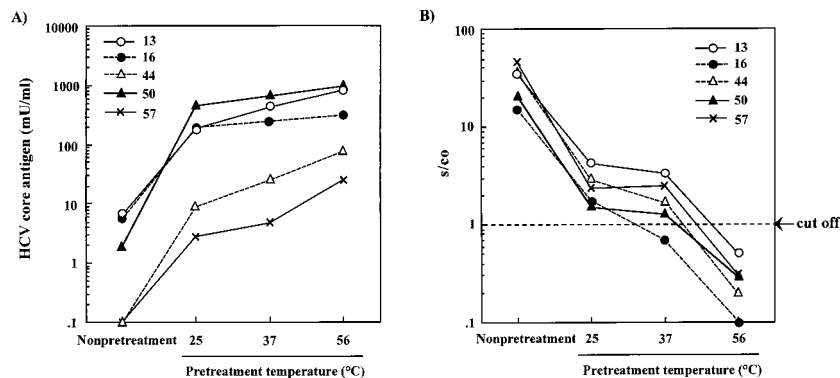 A)
10000
1000
100
10
1
.1
HCV core antigen (mU/ml)
13
16
44
50
57
Nonpretreatment 25 37 56
Pretreatment temperature (°C)
B)
100
10
1
.1
s/co
13
16
44
50
57
cut off
Nonpretreatment 25 37 56
Pretreatment temperature (°C)